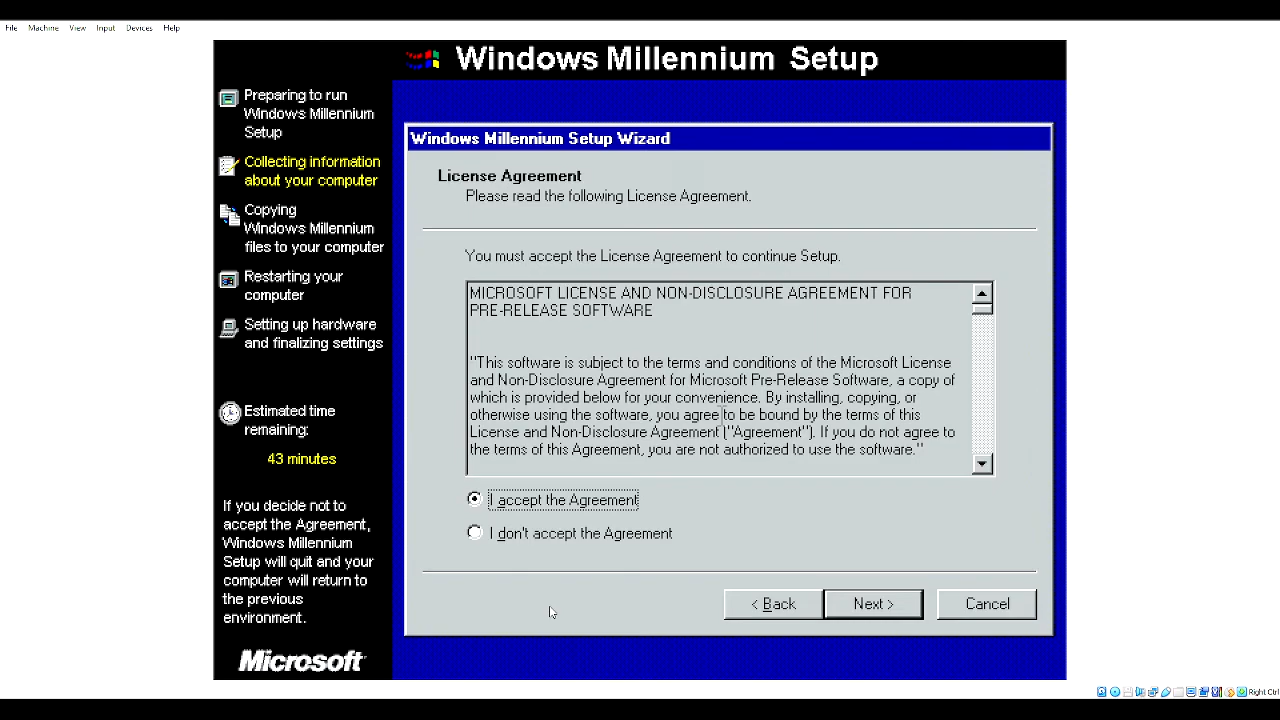 File Machine View Input Devices Help
Windows Millennium Setup
Preparing to run
Windows Millennium
Setup
Collecting information
about your computer
Copying
Windows Millennium
files to your computer
Restarting your
computer
Setting up hardware
and finalizing settings
Estimated time
remaining:
43 minutes
If you decide not to
accept the Agreement,
Windows Millennium
Setup will quit and your
computer will return to
the previous
environment.
Microsoft
Windows Millennium Setup Wizard
License Agreement
Please read the following License Agreement.
You must accept the License Agreement to continue Setup.
MICROSOFT LICENSE AND NON-DISCLOSURE AGREEMENT FOR
PRE-RELEASE SOFTWARE
"This software is subject to the terms and conditions of the Microsoft License
and Non-Disclosure Agreement for Microsoft Pre-Release Software, a copy of
which is provided below for your convenience. By installing, copying, or
otherwise using the software, you agree to be bound by the terms of this
License and Non-Disclosure Agreement ("Agreement"). If you do not agree to
the terms of this Agreement, you are not authorized to use the software."
I accept the Agreement
I don't accept the Agreement
< Back
Next >
Cancel
Right Ctrl